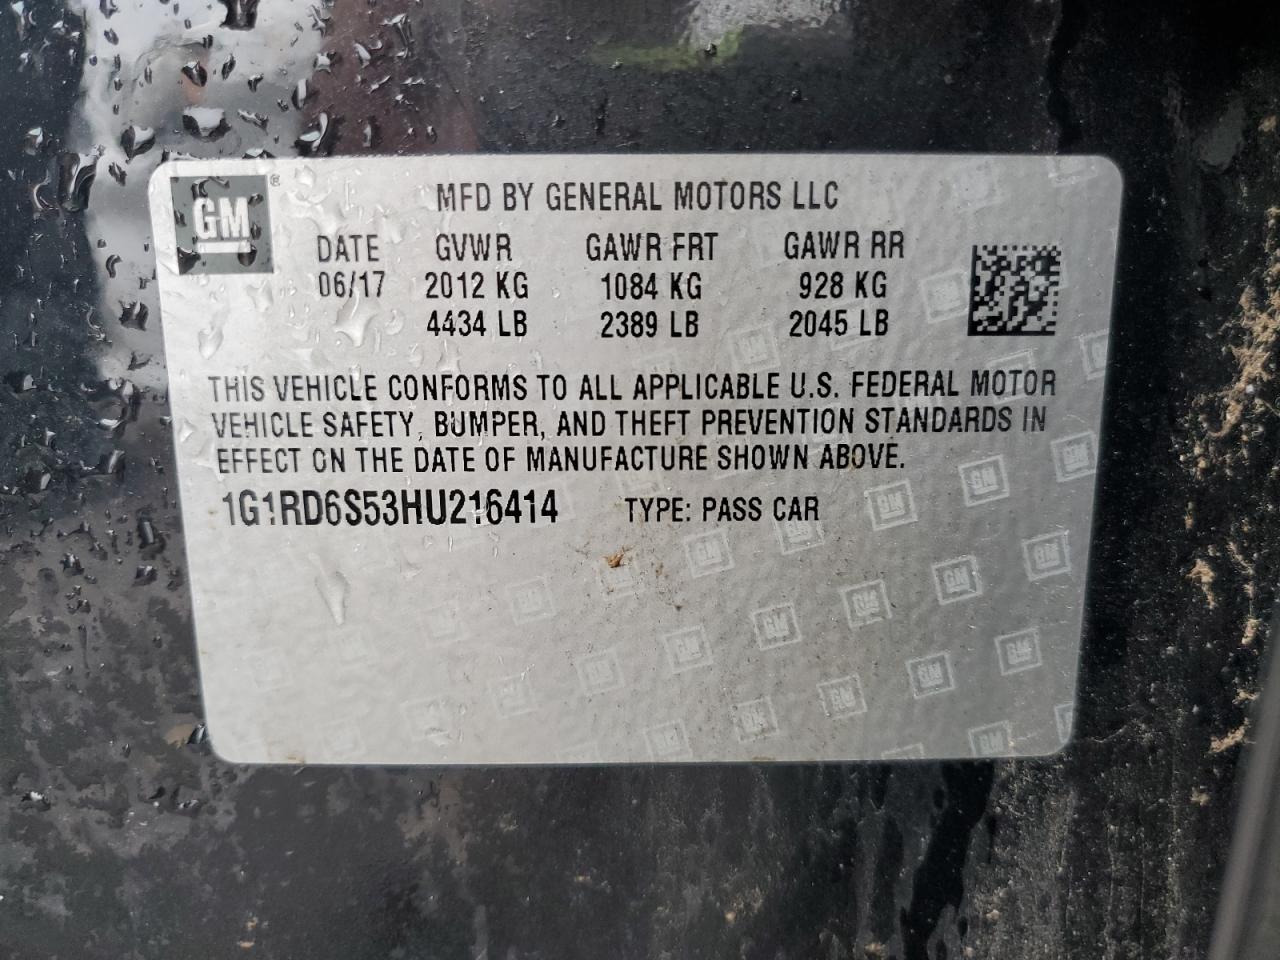 MFD BY GENERAL MOTORS LLC
GM ®
DATE GVWR GAWR FRT GAWR RR
06/17 2012 KG 1084 KG 928 KG
4434 LB 2389 LB 2045 LB
THIS VEHICLE CONFORMS TO ALL APPLICABLE U.S. FEDERAL MOTOR
VEHICLE SAFETY, BUMPER, AND THEFT PREVENTION STANDARDS IN
EFFECT ON THE DATE OF MANUFACTURE SHOWN ABOVE.
1G1RD6S53HU216414 TYPE: PASS CAR